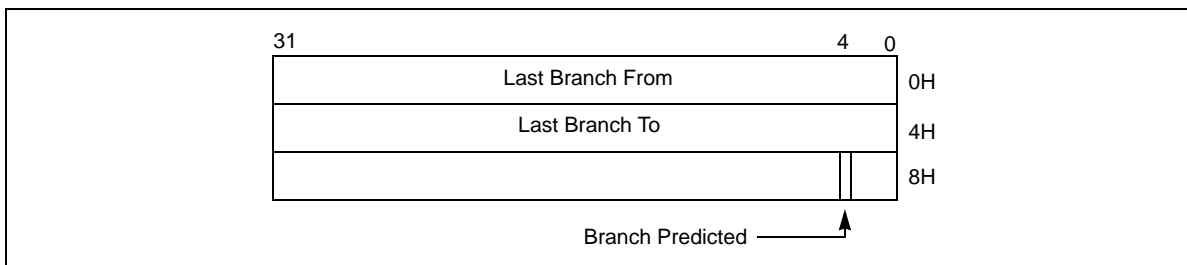 31 4 0
Last Branch From 0H
Last Branch To 4H
8H
Branch Predicted